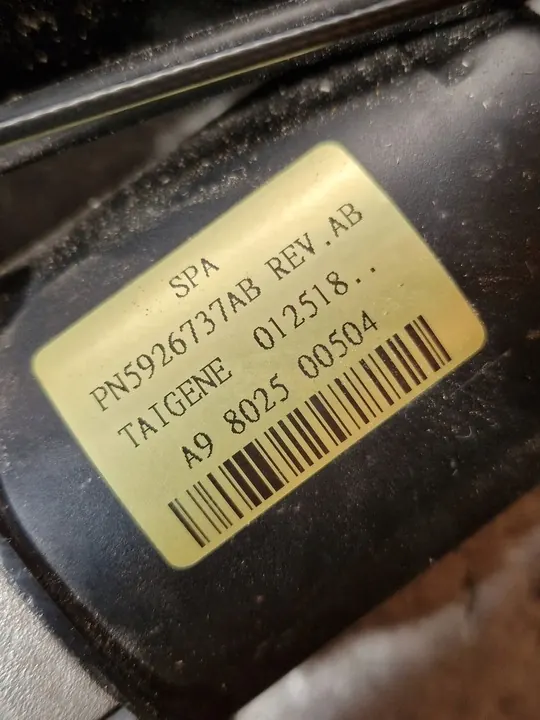 SPA
PN5926737AB REV.AB
TAIGENE 012518..
A9 8025 00504